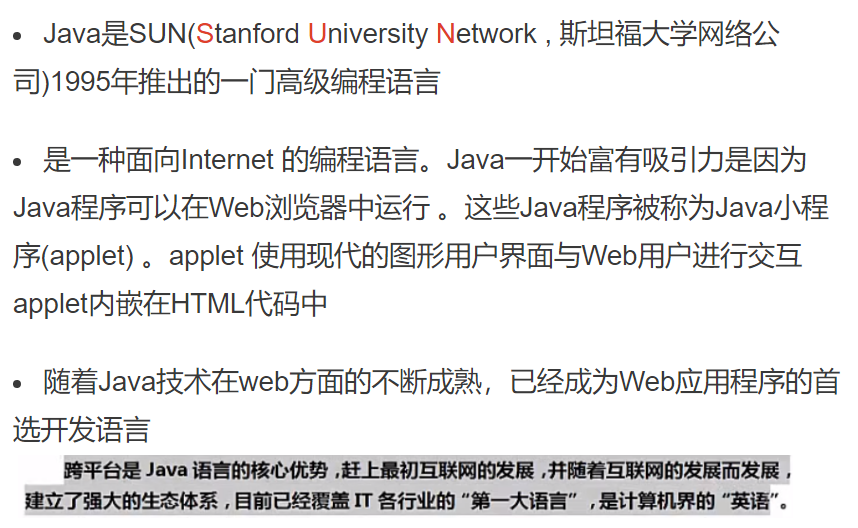 • Java是SUN(Stanford University Network , 斯坦福大学网络公
司)1995年推出的一门高级编程语言
• 是一种面向Internet 的编程语言。Java一开始富有吸引力是因为
Java程序可以在Web浏览器中运行 。这些Java程序被称为Java小程
序(applet) 。applet 使用现代的图形用户界面与Web用户进行交互
applet内嵌在HTML代码中
• 随着Java技术在web方面的不断成熟，已经成为Web应用程序的首
选开发语言
跨平台是 Java 语言的核心优势 ,赶上最初互联网的发展 ,并随着互联网的发展而发展 ,
建立了强大的生态体系 , 目前已经覆盖 IT 各行业的 “第一大语言” , 是计算机界的 “英语”。